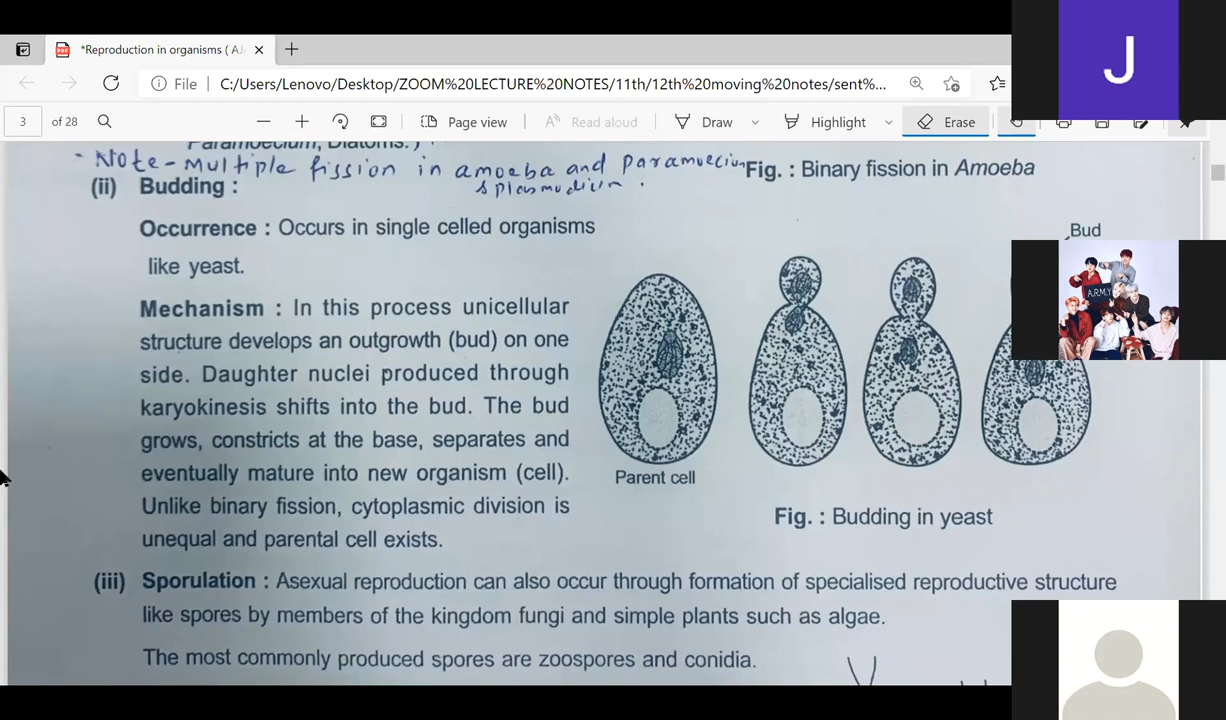 *Reproduction in organisms ( AJ
File
C:/Users/Lenovo/Desktop/ZOOM%20LECTURE%20NOTES/11th/12th%20moving%20notes/sent%...
3 of 28
Page view
Read aloud
Draw
Highlight
Erase
J
Paramoecium, Diatoms.)
- Note - Multiple fission in amoeba and paramoecium
& plasmodium.
Fig. : Binary fission in Amoeba
(ii) Budding :
Occurrence : Occurs in single celled organisms
like yeast.
Bud
A.R.M.Y
Mechanism : In this process unicellular
structure develops an outgrowth (bud) on one
side. Daughter nuclei produced through
karyokinesis shifts into the bud. The bud
grows, constricts at the base, separates and
eventually mature into new organism (cell).
Unlike binary fission, cytoplasmic division is
unequal and parental cell exists.
Parent cell
Fig. : Budding in yeast
(iii) Sporulation : Asexual reproduction can also occur through formation of specialised reproductive structure
like spores by members of the kingdom fungi and simple plants such as algae.
The most commonly produced spores are zoospores and conidia.